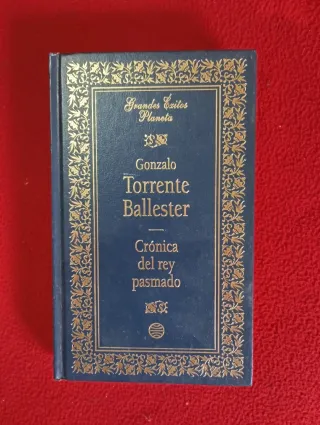 Grandes Éxitos
Planeta
Gonzalo
Torrente
Ballester
Crónica
del rey
pasmado